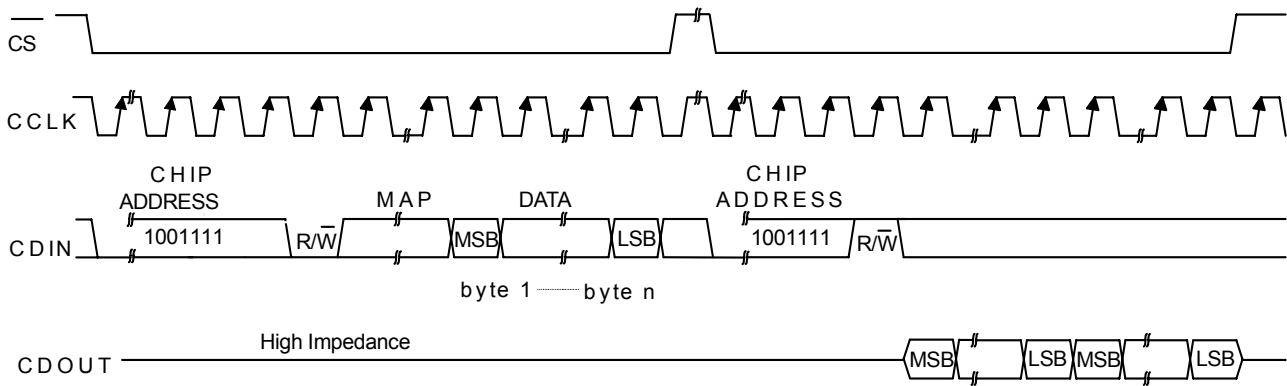 CS
CCLK
CHIP ADDRESS MAP DATA CHIP ADDRESS
CDIN 1001111 R/W MSB LSB 1001111 R/W
byte 1 byte n
High Impedance
CDOUT MSB LSB MSB LSB